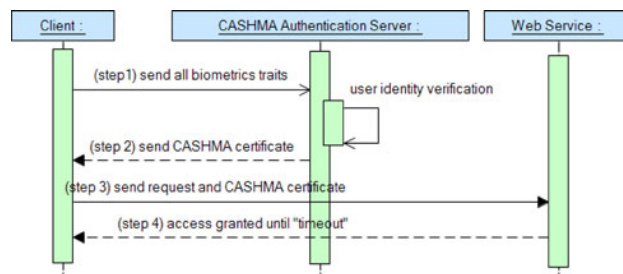 Client :
CASHMA Authentication Server :
Web Service :
(step1) send all biometrics traits
user identity verification
(step 2) send CASHMA
certificate
(step 3) send request and CASHMA certificate
(step 4) access granted until "timeout"